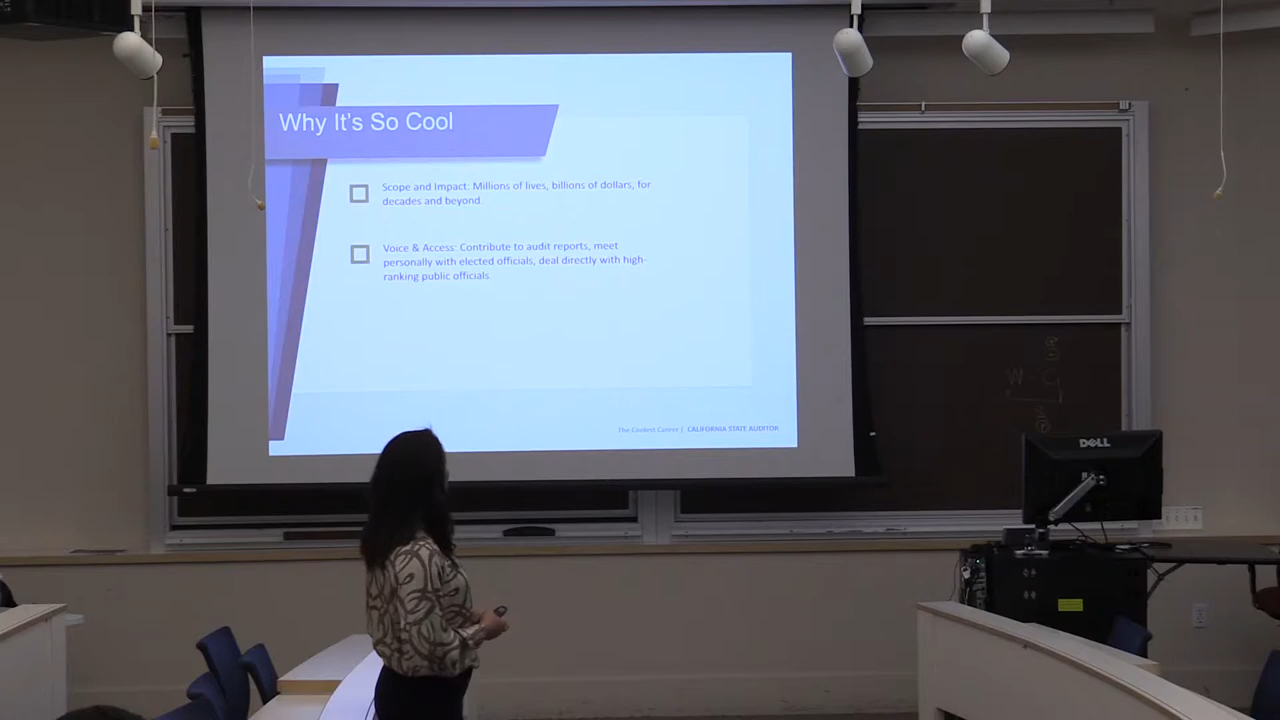 Why It's So Cool
Scope and Impact: Millions of lives, billions of dollars, for
decades and beyond.
Voice & Access: Contribute to audit reports, meet
personally with elected officials, deal directly with high-
ranking public officials.
The Coolest Career | CALIFORNIA STATE AUDITOR
W - C
DELL